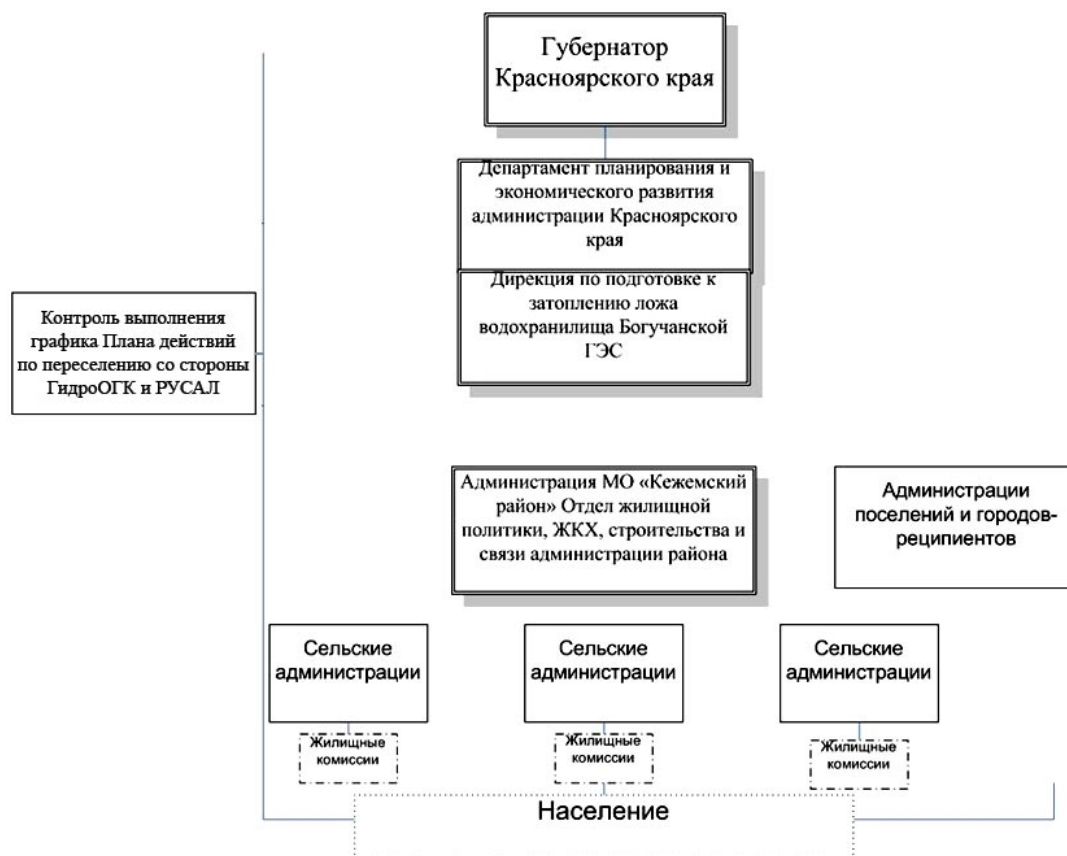 Губернатор
Красноярского края
Департамент планирования и
экономического развития
администрации Красноярского
края
Дирекция по подготовке к
затоплению ложа
водохранилища Богучанской
ГЭС
Контроль выполнения
графика Плана действий
по переселению со стороны
ГидроОГК и РУСАЛ
Администрация МО «Кежемский
район» Отдел жилищной
политики, ЖКХ, строительства и
связи администрации района
Администрации
поселений и городов-
реципиентов
Сельские
администрации
Сельские
администрации
Сельские
администрации
Жилищные
комиссии
Жилищные
комиссии
Жилищные
комиссии
Население